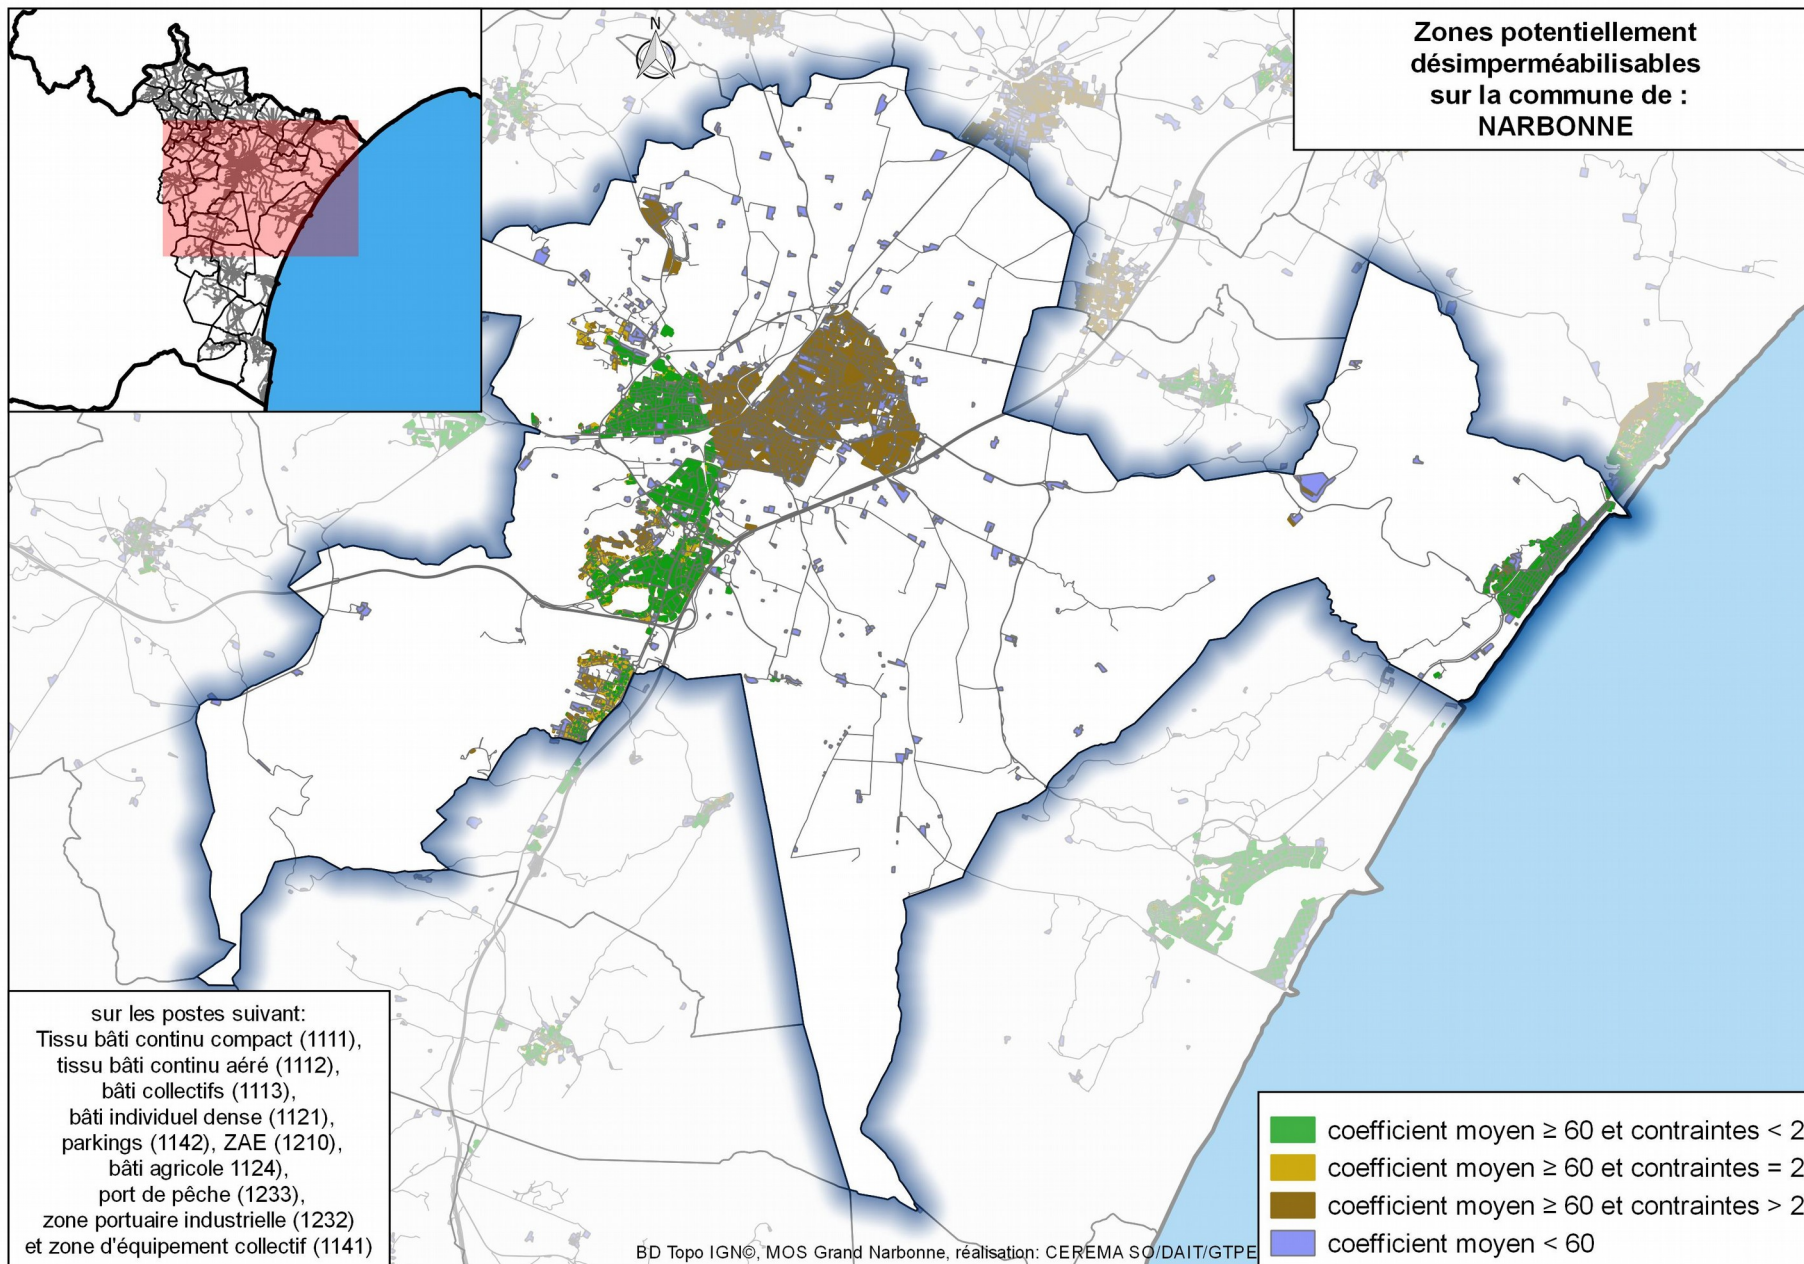 N
Zones potentiellement
désimperméabilisables
sur la commune de :
NARBONNE
sur les postes suivant:
Tissu bâti continu compact (1111),
tissu bâti continu aéré (1112),
bâti collectifs (1113),
bâti individuel dense (1121),
parkings (1142), ZAE (1210),
bâti agricole 1124),
port de pêche (1233),
zone portuaire industrielle (1232)
et zone d'équipement collectif (1141)
coefficient moyen ≥ 60 et contraintes < 2
coefficient moyen ≥ 60 et contraintes = 2
coefficient moyen ≥ 60 et contraintes > 2
coefficient moyen < 60
BD Topo IGN©, MOS Grand Narbonne, réalisation: CEREMA SO/DAIT/GTPE